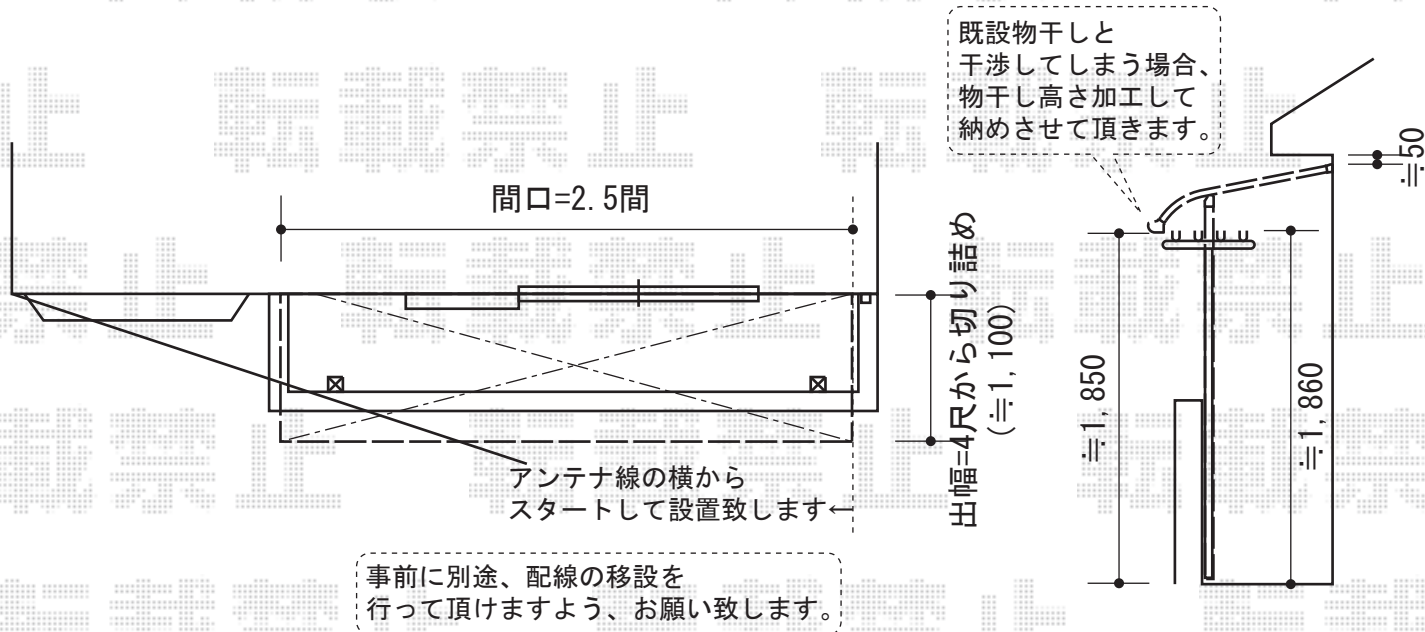 既設物干しと
干渉してしまう場合、
物干し高さ加工して
納めさせて頂きます。
間口=2.5間
≒50
出幅=4尺から切り詰め
(≒1,100)
≒1,850
≒1,860
アンテナ線の横から
スタートして設置致します←
事前に別途、配線の移設を
行って頂けますよう、お願い致します。
転載禁止